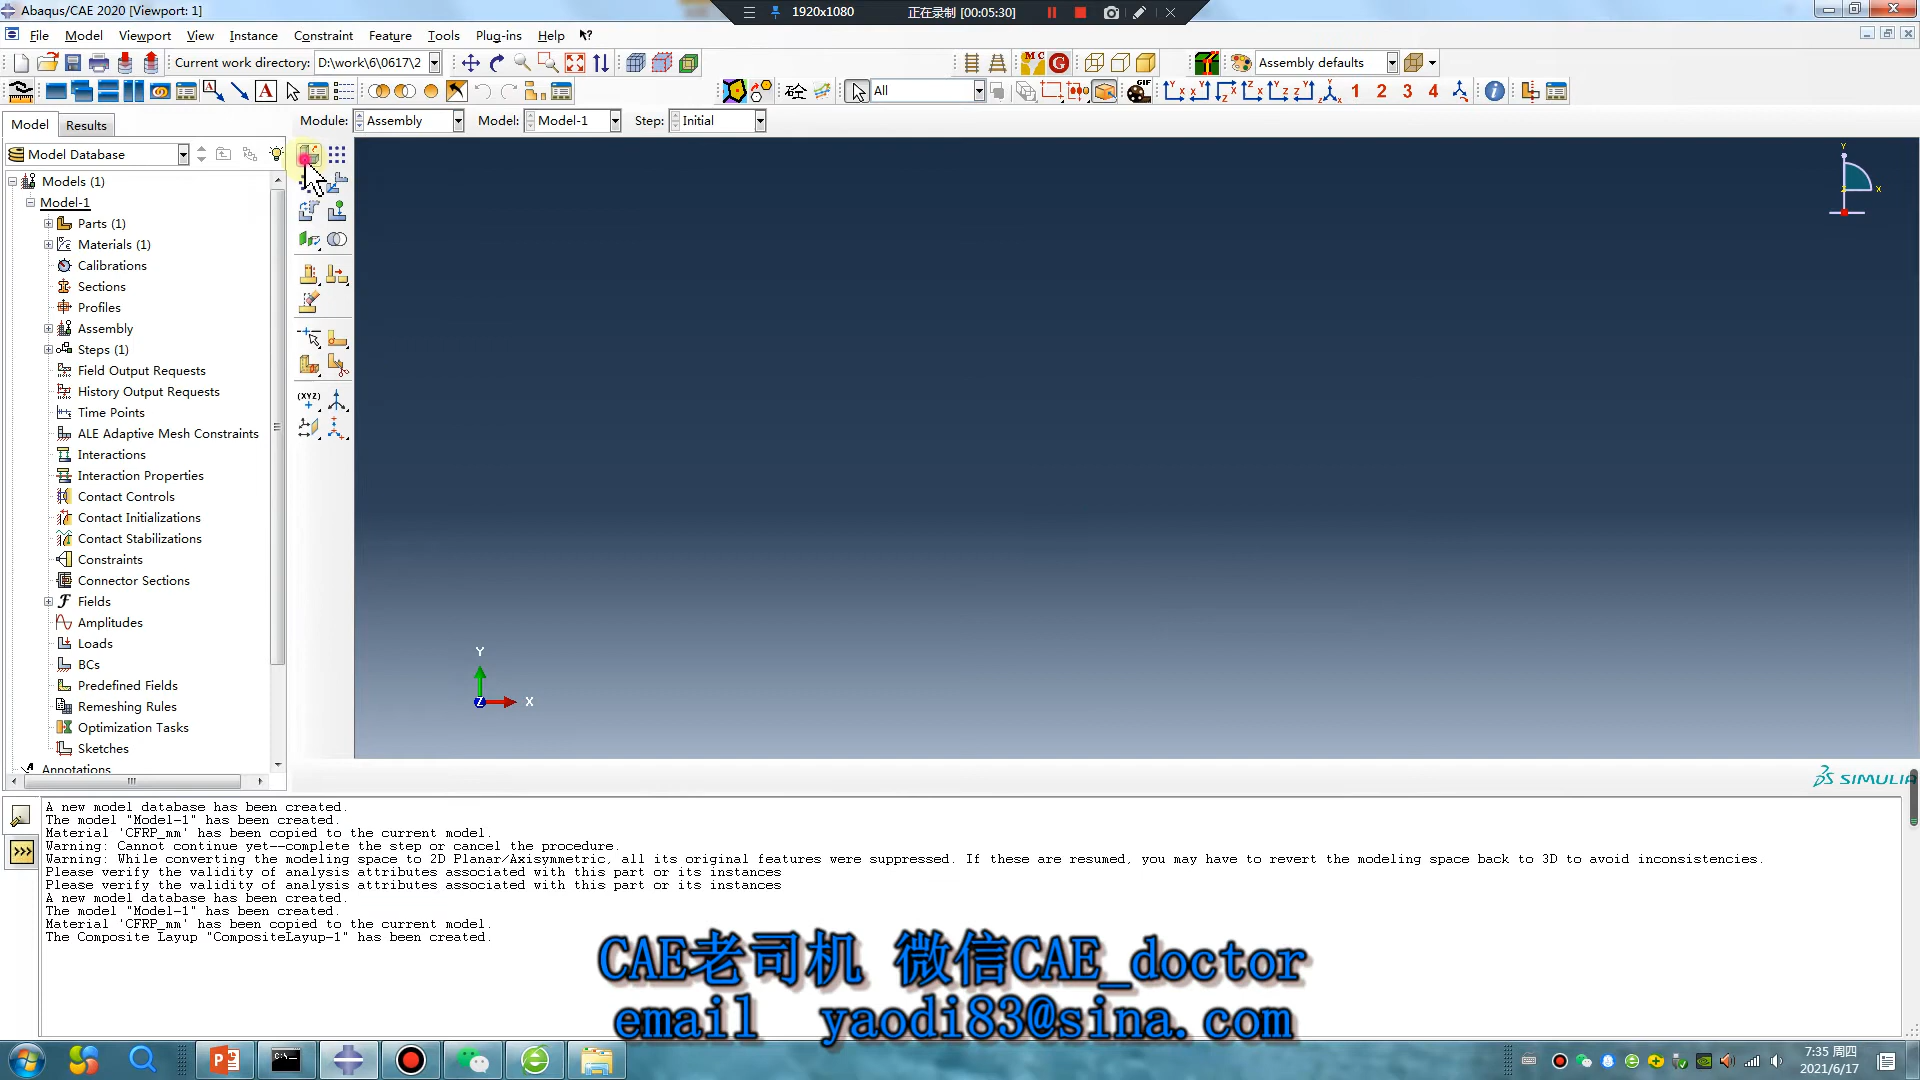 Abaqus/CAE 2020 [Viewport: 1]
1920x1080
正在录制 [00:05:30]
File Model Viewport View Instance Constraint Feature Tools Plug-ins Help
Current work directory: D:\work\6\0617\2
Assembly defaults
All
1 2 3 4
Model Results
Module: Assembly Model: Model-1 Step: Initial
Model Database
Models (1)
Model-1
Parts (1)
Materials (1)
Calibrations
Sections
Profiles
Assembly
Steps (1)
Field Output Requests
History Output Requests
Time Points
ALE Adaptive Mesh Constraints
Interactions
Interaction Properties
Contact Controls
Contact Initializations
Contact Stabilizations
Constraints
Connector Sections
Fields
Amplitudes
Loads
BCs
Predefined Fields
Remeshing Rules
Optimization Tasks
Sketches
Annotations
(XYZ)
Y
X
Z
Y
Z X
SIMULIA
A new model database has been created.
The model "Model-1" has been created.
Material 'CFRP_mm' has been copied to the current model.
Warning: Cannot continue yet--complete the step or cancel the procedure.
Warning: While converting the modeling space to 2D Planar/Axisymmetric, all its original features were suppressed. If these are resumed, you may have to revert the modeling space back to 3D to avoid inconsistencies.
Please verify the validity of analysis attributes associated with this part or its instances
Please verify the validity of analysis attributes associated with this part or its instances
A new model database has been created.
The model "Model-1" has been created.
Material 'CFRP_mm' has been copied to the current model.
The Composite Layup "CompositeLayup-1" has been created.
CAE老司机 微信CAE_doctor
email yaodi83@sina.com
7:35 周四
2021/6/17